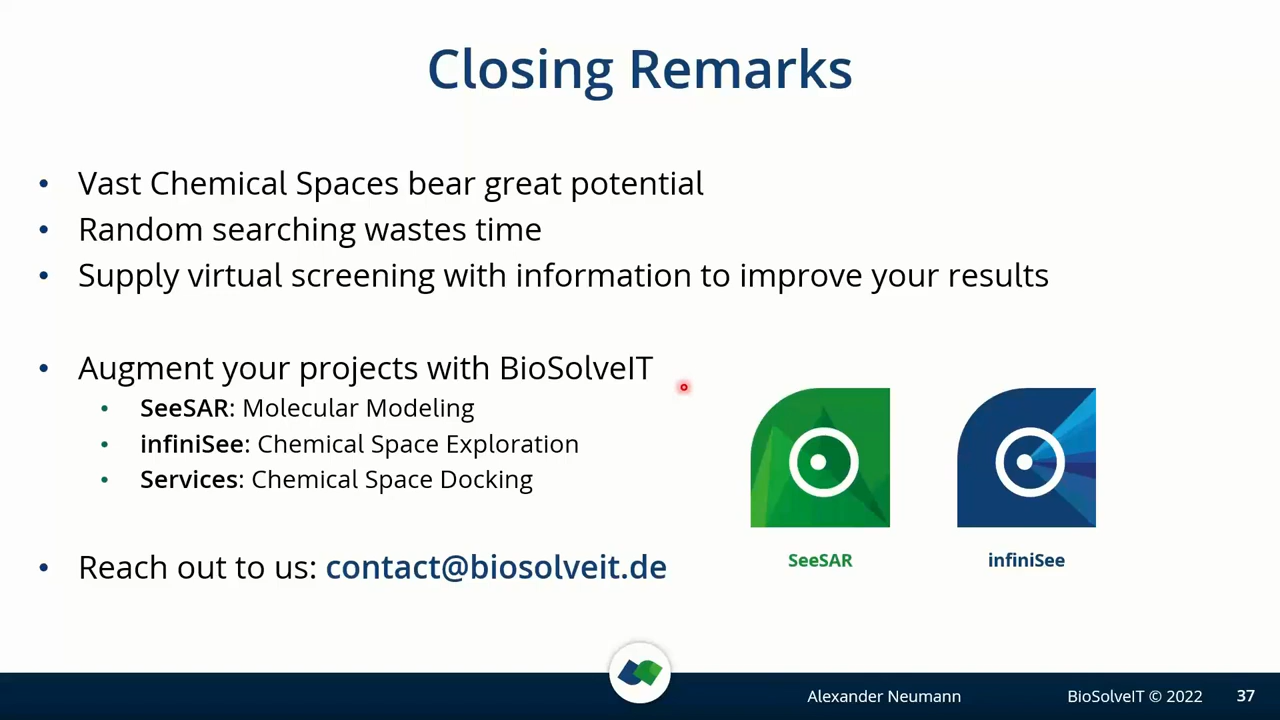 Closing Remarks
• Vast Chemical Spaces bear great potential
• Random searching wastes time
• Supply virtual screening with information to improve your results
• Augment your projects with BioSolveIT
• SeeSAR: Molecular Modeling
• infiniSee: Chemical Space Exploration
• Services: Chemical Space Docking
SeeSAR
infiniSee
• Reach out to us: contact@biosolveit.de
Alexander Neumann
BioSolveIT © 2022
37